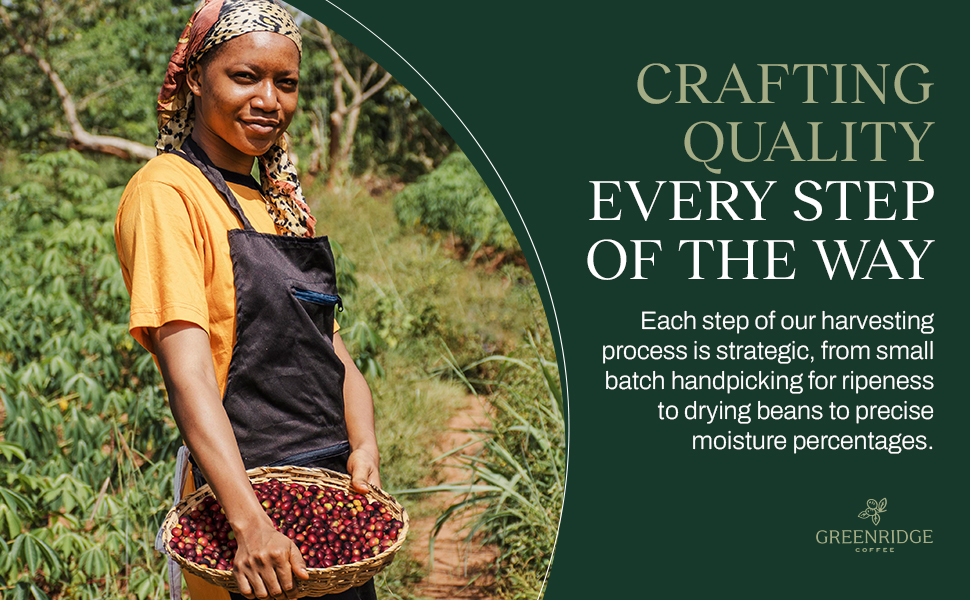 CRAFTING
QUALITY
EVERY STEP
OF THE WAY
Each step of our harvesting
process is strategic, from small
batch handpicking for ripeness
to drying beans to precise
moisture percentages.
GREENRIDGE
COFFEE